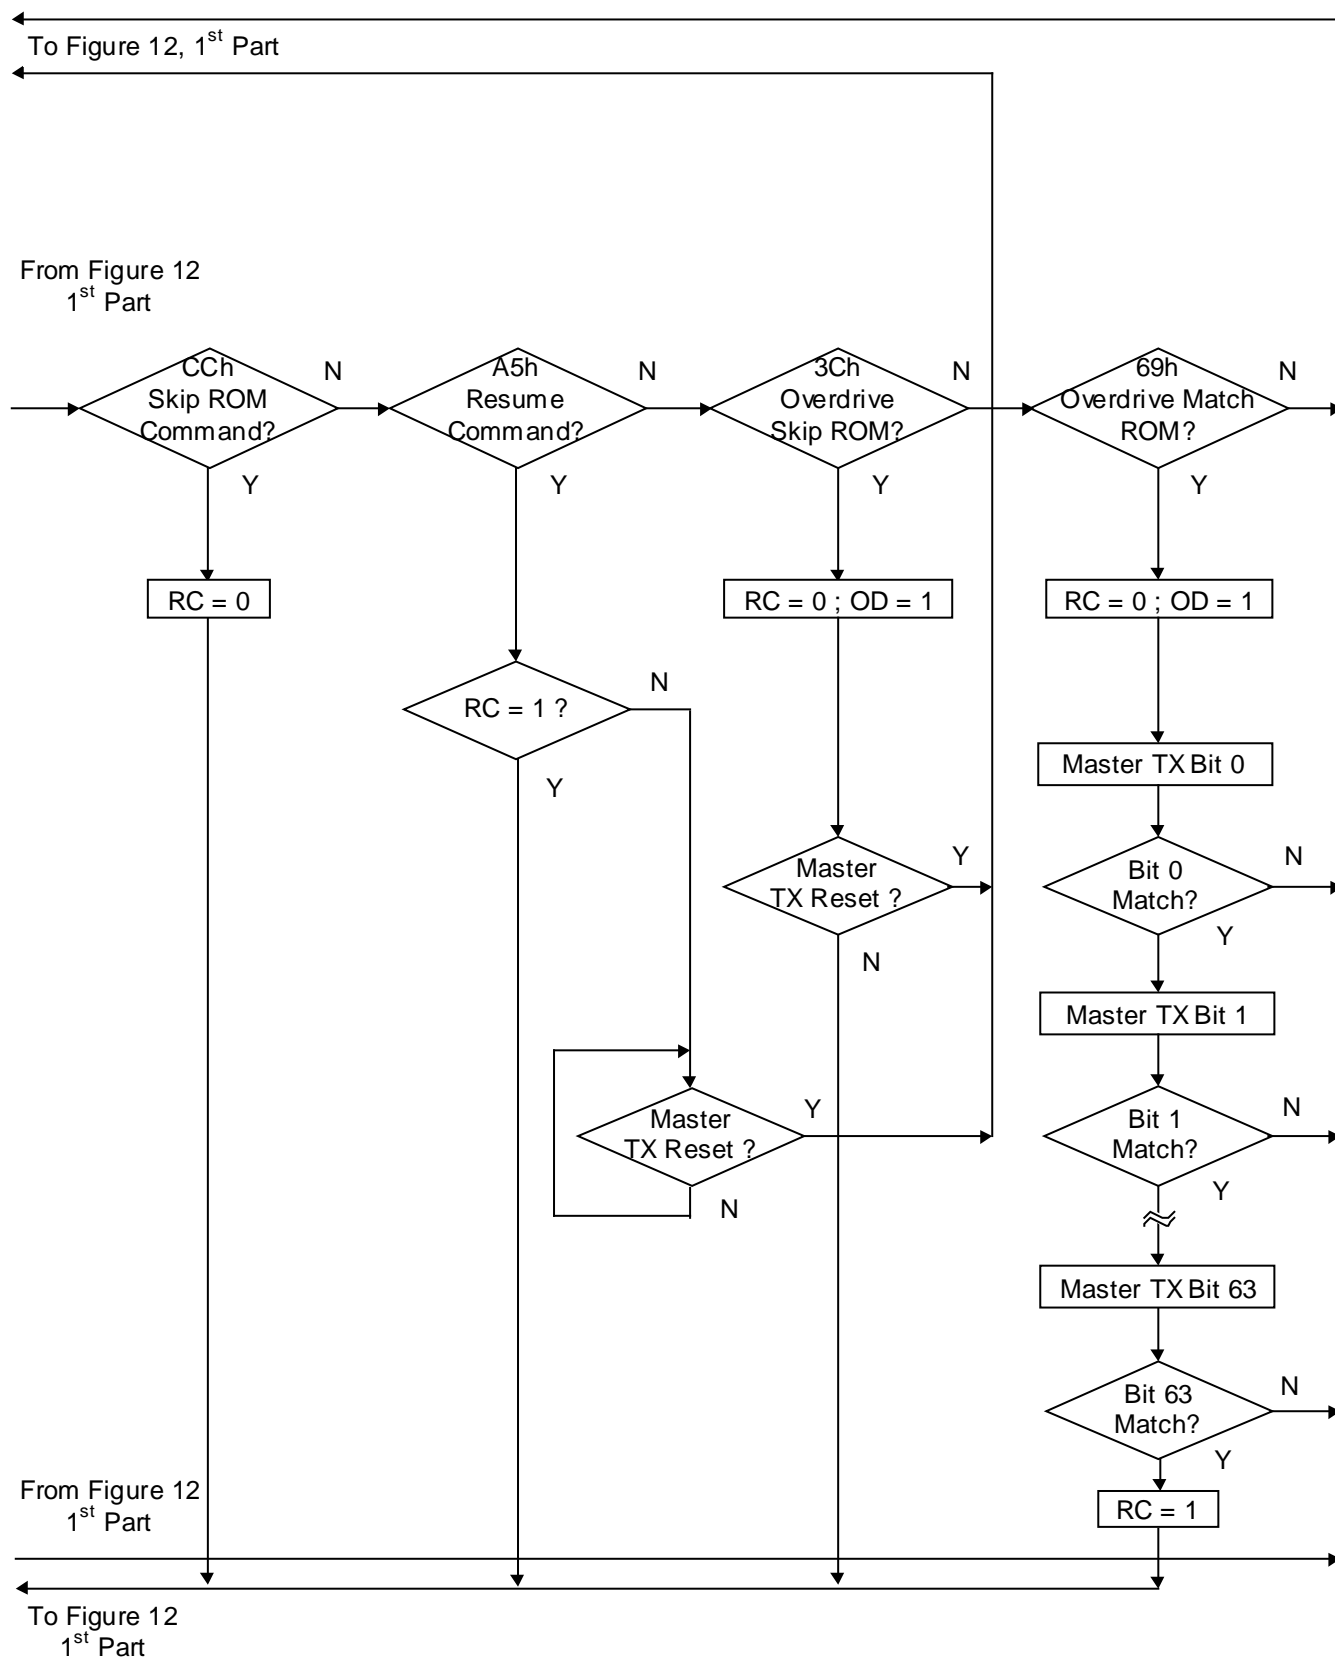 To Figure 12, 1st Part
From Figure 12
1st Part
CCh
Skip ROM
Command?
N
Y
A5h
Resume
Command?
N
Y
3Ch
Overdrive
Skip ROM?
N
Y
69h
Overdrive Match
ROM?
N
Y
RC = 0
RC = 0 ; OD = 1
RC = 0 ; OD = 1
RC = 1 ?
N
Y
Master TX Bit 0
Master
TX Reset ?
Y
N
Bit 0
Match?
N
Y
Master TX Bit 1
Master
TX Reset ?
Y
N
Bit 1
Match?
N
Y
Master TX Bit 63
Bit 63
Match?
N
Y
RC = 1
From Figure 12
1st Part
To Figure 12
1st Part